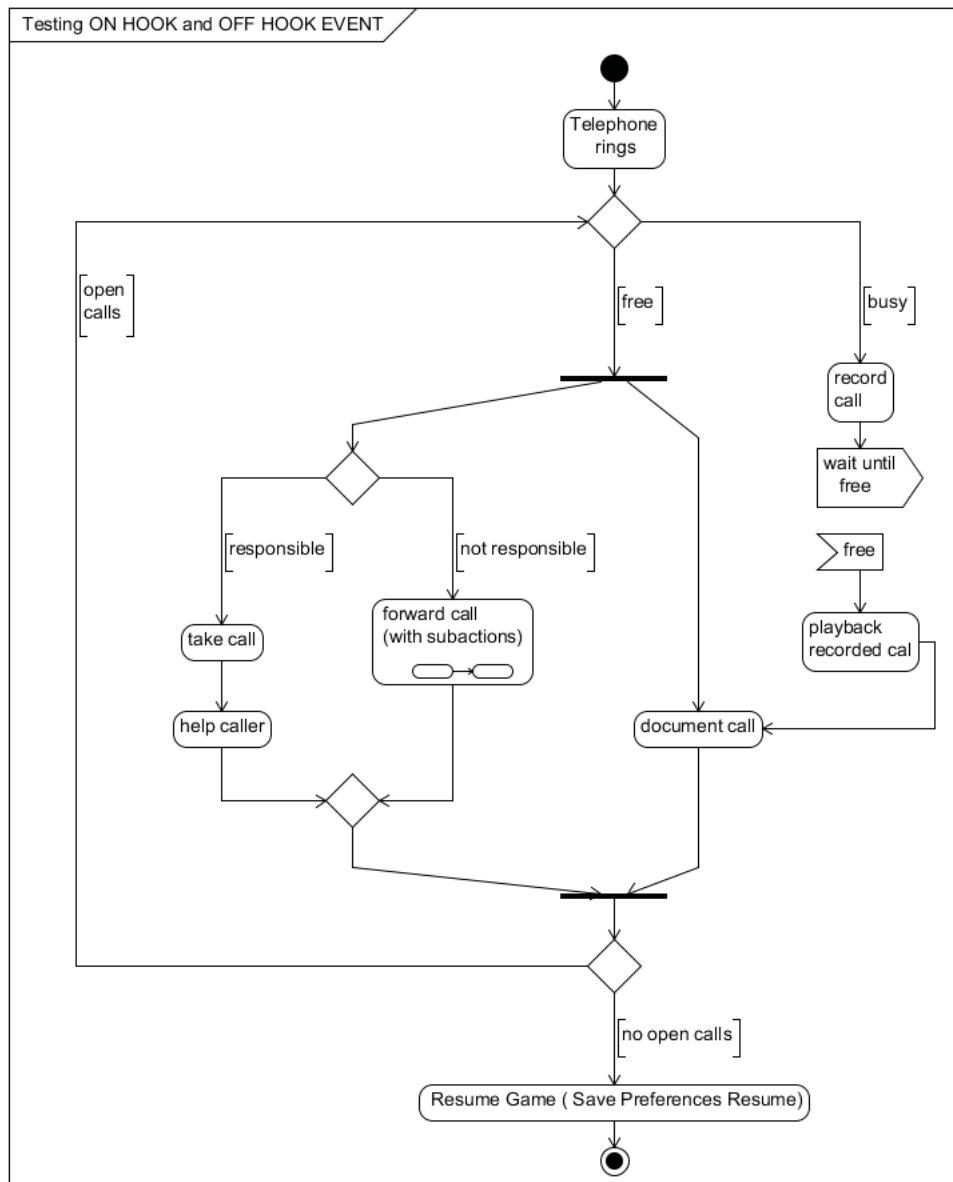 Testing ON HOOK and OFF HOOK EVENT
Telephone
rings
open
calls
free
busy
record
call
wait until
free
responsible
not responsible
free
take call
forward call
(with subactions)
playback
recorded cal
help caller
document call
no open calls
Resume Game ( Save Preferences Resume)